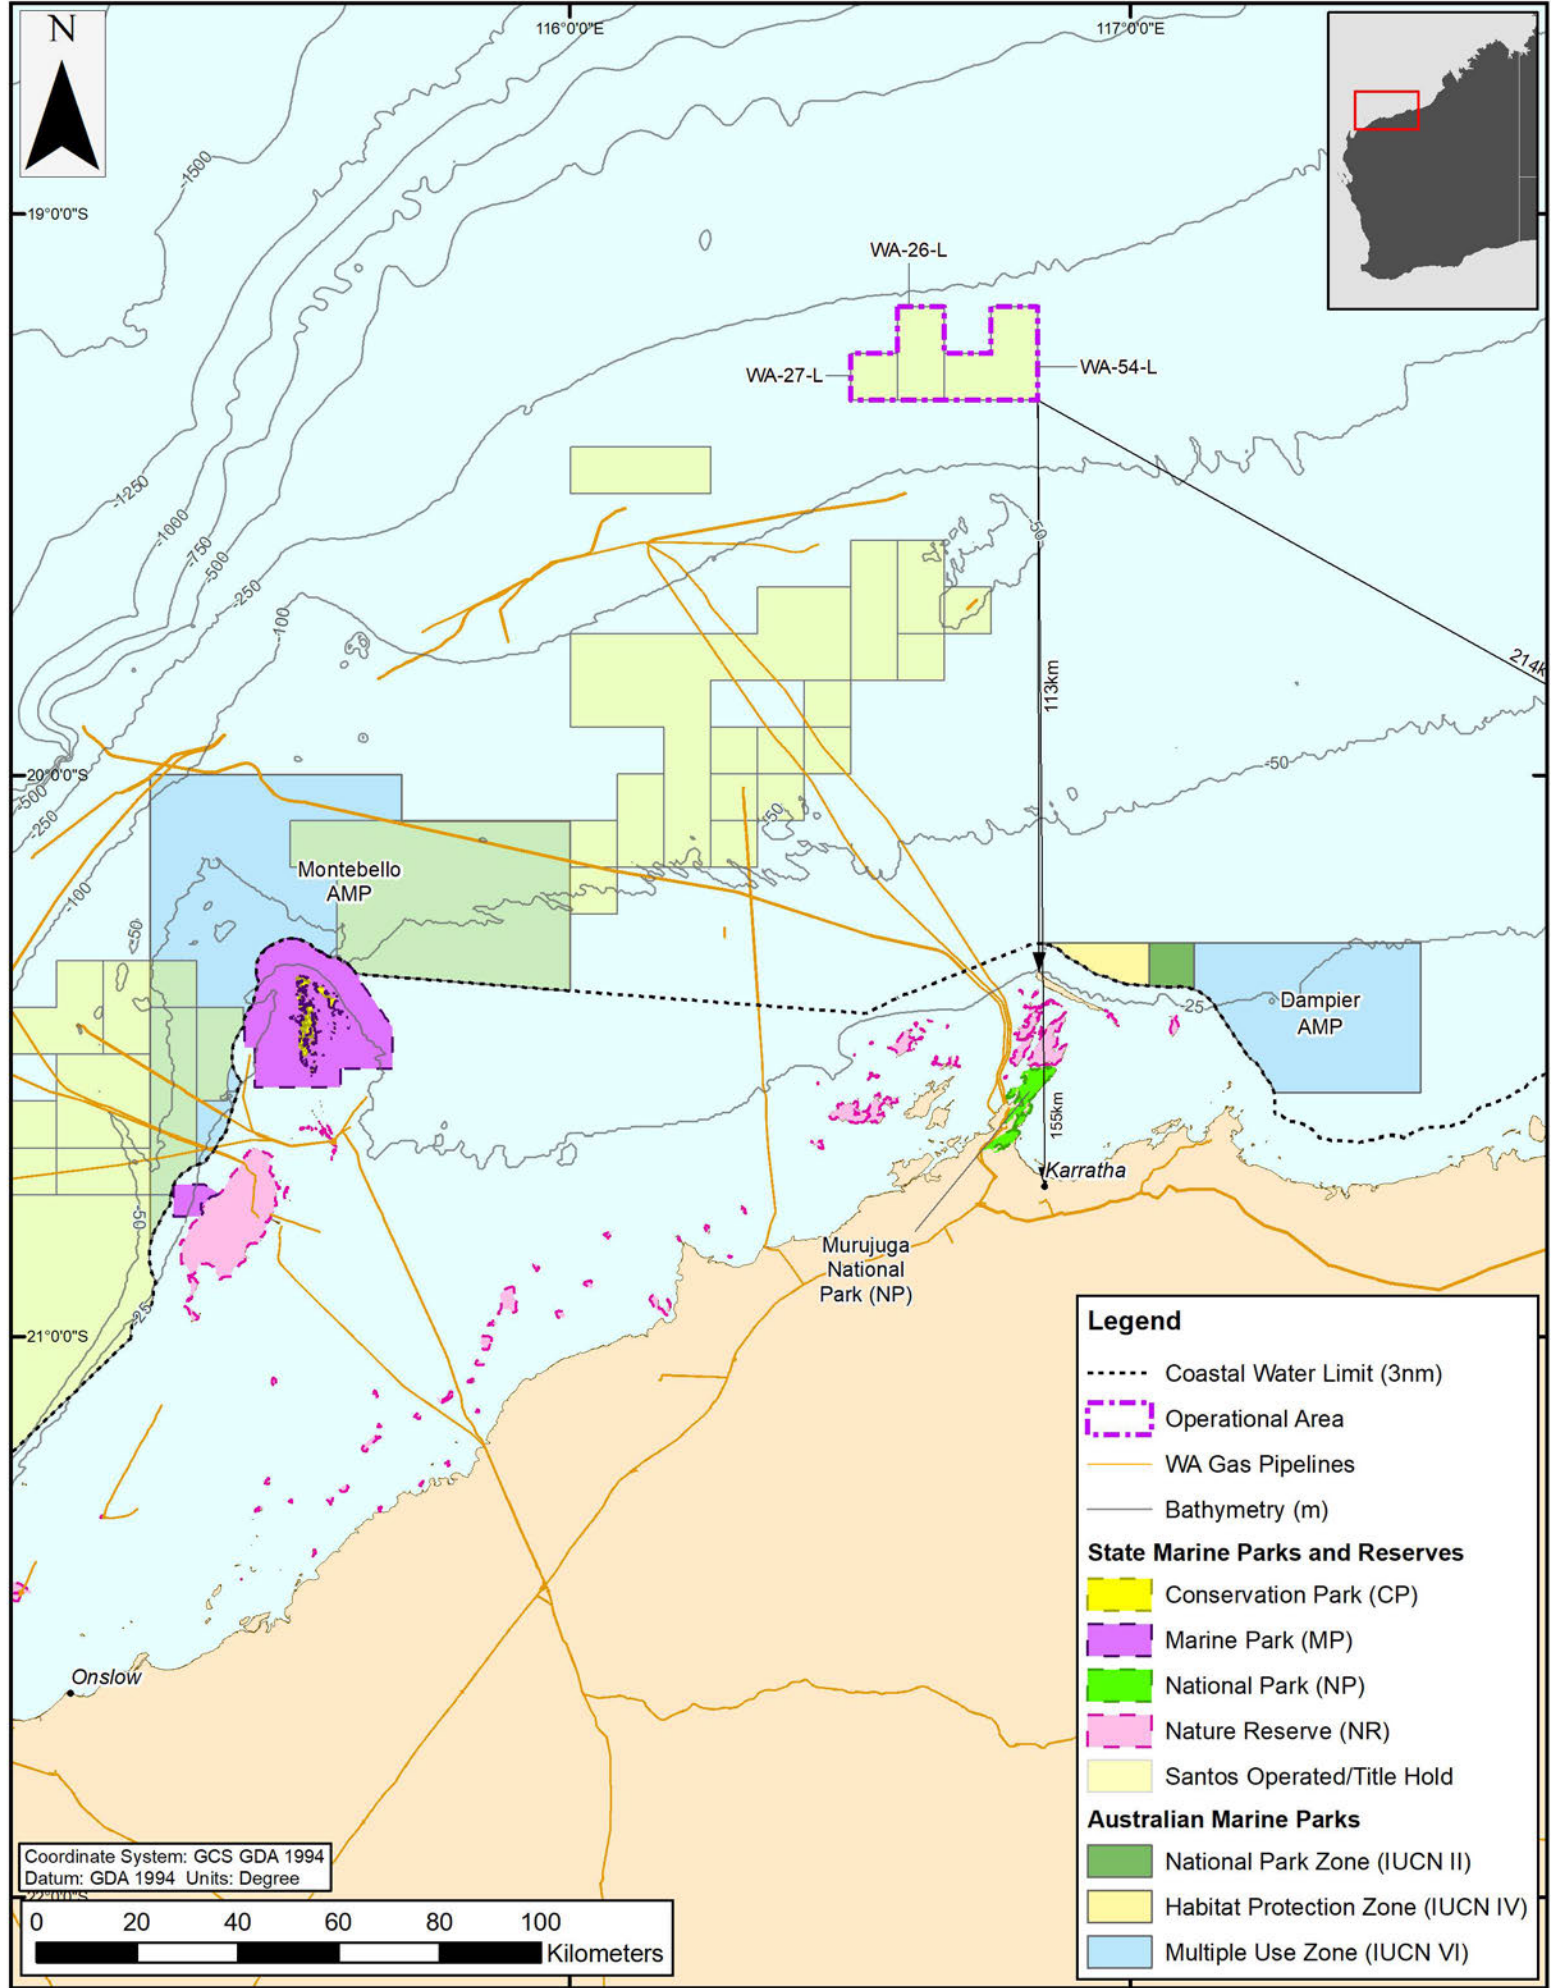 N
116°0'0"E
117°0'0"E
-1500
19°0'0"S
WA-26-L
WA-27-L
WA-54-L
-1250
-1000
-750
-500
-250
-100
-50
113km
214k
20°0'0"S
-500
-250
-50
-50
Montebello
AMP
-100
-50
-25
Dampier
AMP
155km
Karratha
-50
Murujuga
National
Park (NP)
-25
21°0'0"S
Onslow
Legend
Coastal Water Limit (3nm)
Operational Area
WA Gas Pipelines
Bathymetry (m)
State Marine Parks and Reserves
Conservation Park (CP)
Marine Park (MP)
National Park (NP)
Nature Reserve (NR)
Santos Operated/Title Hold
Australian Marine Parks
National Park Zone (IUCN II)
Habitat Protection Zone (IUCN IV)
Multiple Use Zone (IUCN VI)
Coordinate System: GCS GDA 1994
Datum: GDA 1994 Units: Degree
22°0'0"S
0 20 40 60 80 100
Kilometers